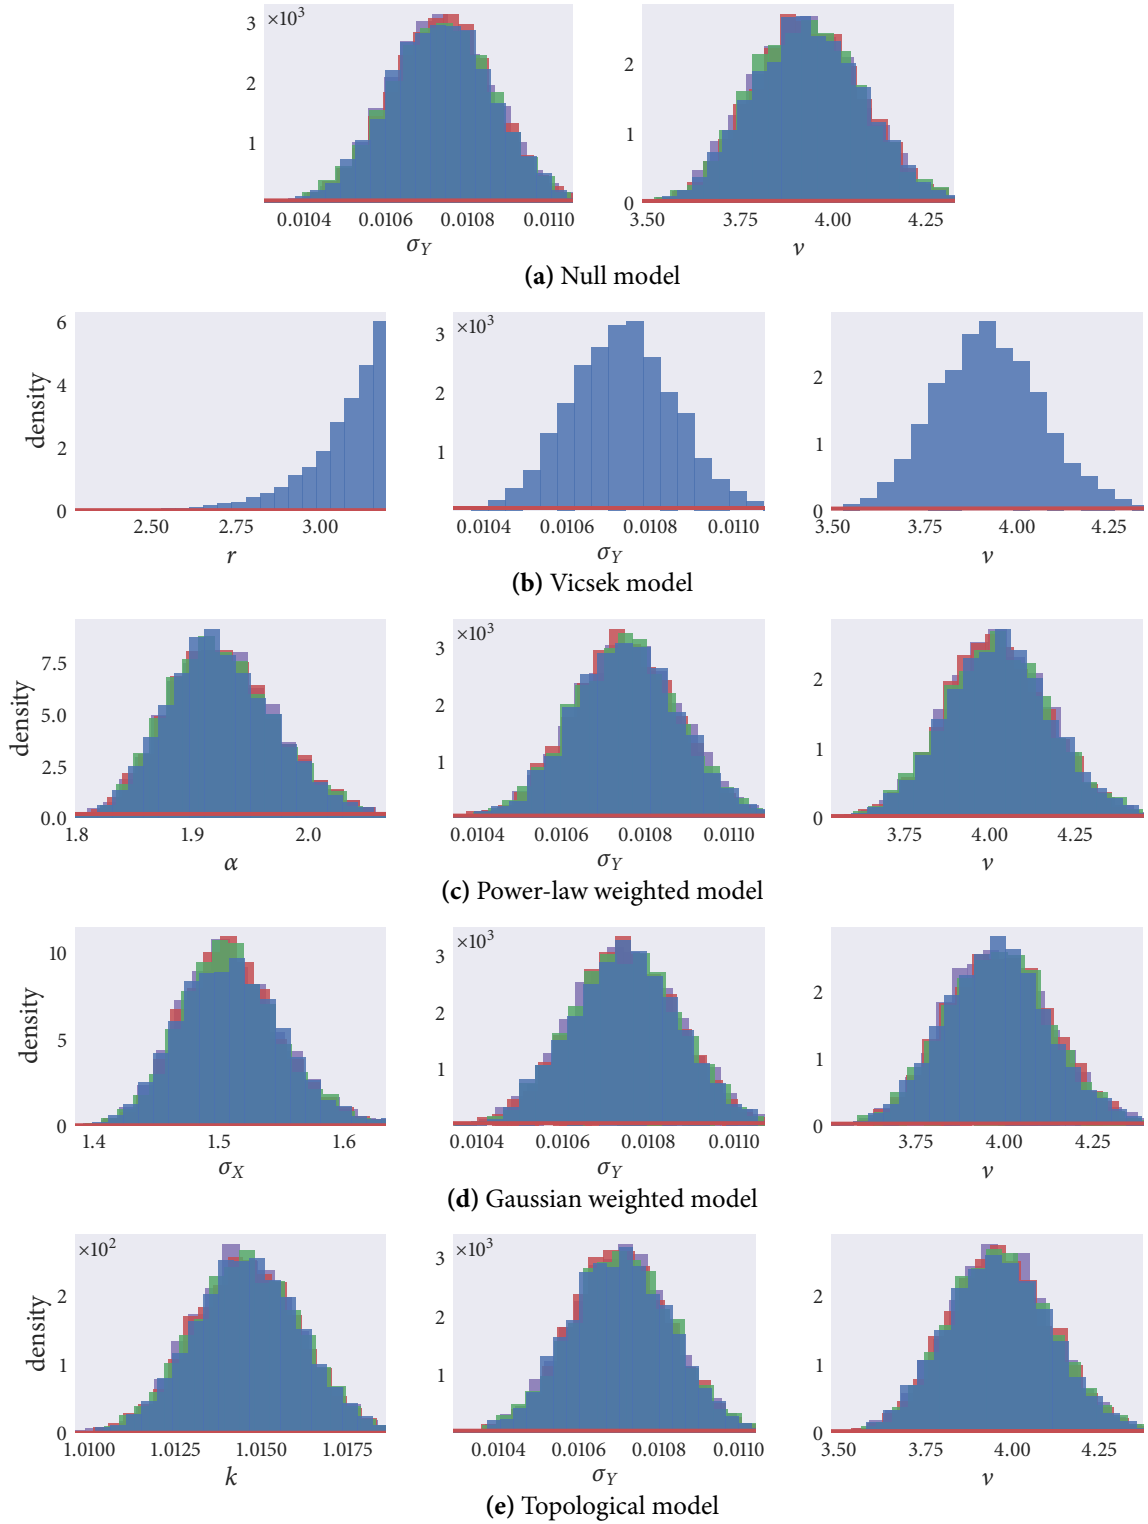 ×10³
3
2
1
0.0104 0.0106 0.0108 0.0110
σ_Y
2
1
0
3.50 3.75 4.00 4.25
ν
(a) Null model
density
6
4
2
0
2.50 2.75 3.00
r
×10³
3
2
1
0.0104 0.0106 0.0108 0.0110
σ_Y
2
1
0
3.50 3.75 4.00 4.25
ν
(b) Vicsek model
density
7.5
5.0
2.5
0.0
1.8 1.9 2.0
α
×10³
3
2
1
0.0104 0.0106 0.0108 0.0110
σ_Y
2
1
0
3.75 4.00 4.25
ν
(c) Power-law weighted model
density
10
5
0
1.4 1.5 1.6
σ_X
×10³
3
2
1
0.0104 0.0106 0.0108 0.0110
σ_Y
2
1
0
3.75 4.00 4.25
ν
(d) Gaussian weighted model
density
×10²
2
1
0
1.0100 1.0125 1.0150 1.0175
k
×10³
3
2
1
0.0104 0.0106 0.0108 0.0110
σ_Y
2
1
0
3.50 3.75 4.00 4.25
ν
(e) Topological model